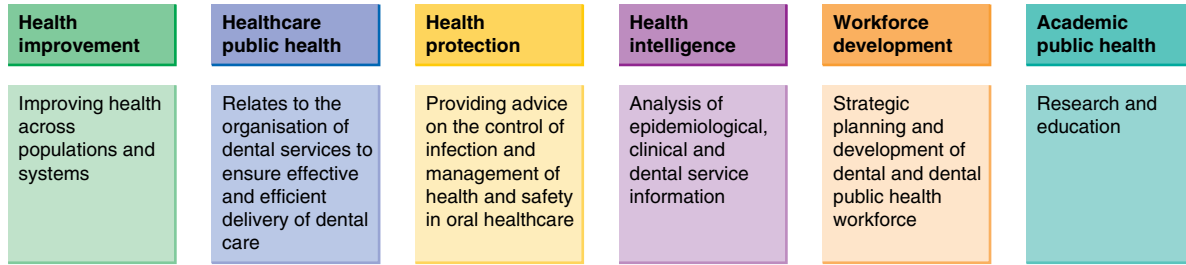 Health
improvement
Healthcare
public health
Health
protection
Health
intelligence
Workforce
development
Academic
public health
Improving health
across
populations and
systems
Relates to the
organisation of
dental services to
ensure effective
and efficient
delivery of dental
care
Providing advice
on the control of
infection and
management of
health and safety
in oral healthcare
Analysis of
epidemiological,
clinical and
dental service
information
Strategic
planning and
development of
dental and dental
public health
workforce
Research and
education